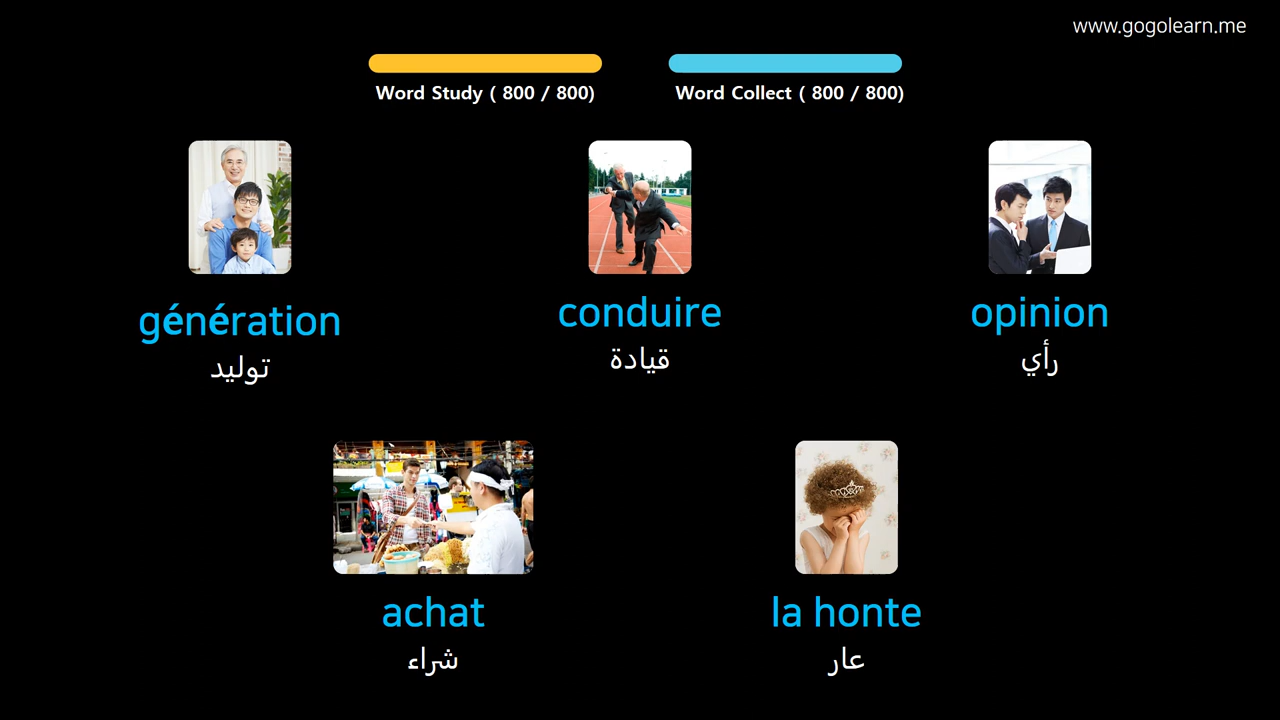 www.gogolearn.me
Word Study ( 800 / 800)
Word Collect ( 800 / 800)
génération
توليد
conduire
قيادة
opinion
رأي
achat
شراء
la honte
عار